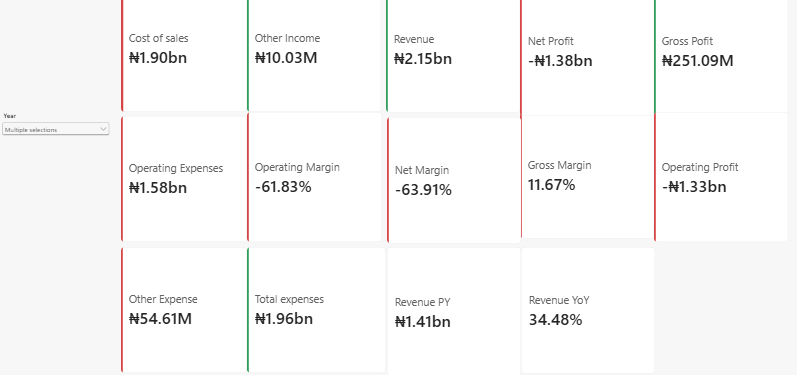 Cost of sales
₦1.90bn
Other Income
₦10.03M
Revenue
₦2.15bn
Net Profit
-₦1.38bn
Gross Pofit
₦251.09M
Year
Multiple selections
Operating Expenses
₦1.58bn
Operating Margin
-61.83%
Net Margin
-63.91%
Gross Margin
11.67%
Operating Profit
-₦1.33bn
Other Expense
₦54.61M
Total expenses
₦1.96bn
Revenue PY
₦1.41bn
Revenue YoY
34.48%